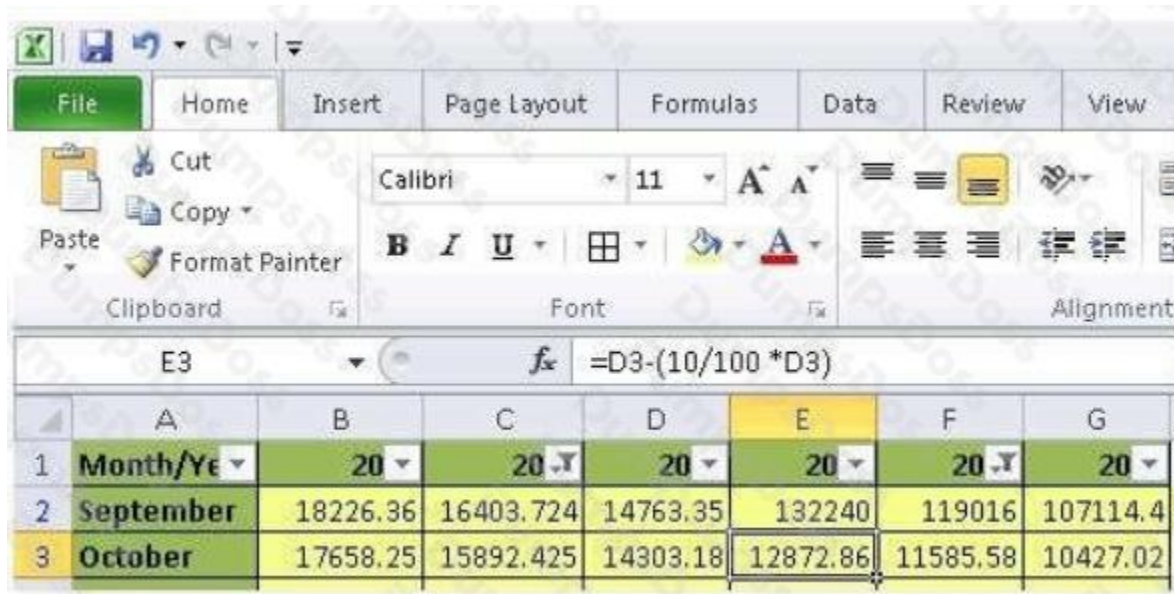 File Home Insert Page Layout Formulas Data Review View
Cut
Calibri 11 A A
Copy
Paste
B I U A
Format Painter
Clipboard Font Alignment
E3 fx =D3-(10/100 *D3)
A B C D E F G
1 Month/Ye 20 20 20 20 20 20
2 September 18226.36 16403.724 14763.35 132240 119016 107114.4
3 October 17658.25 15892.425 14303.18 12872.86 11585.58 10427.02
DumpsDoss